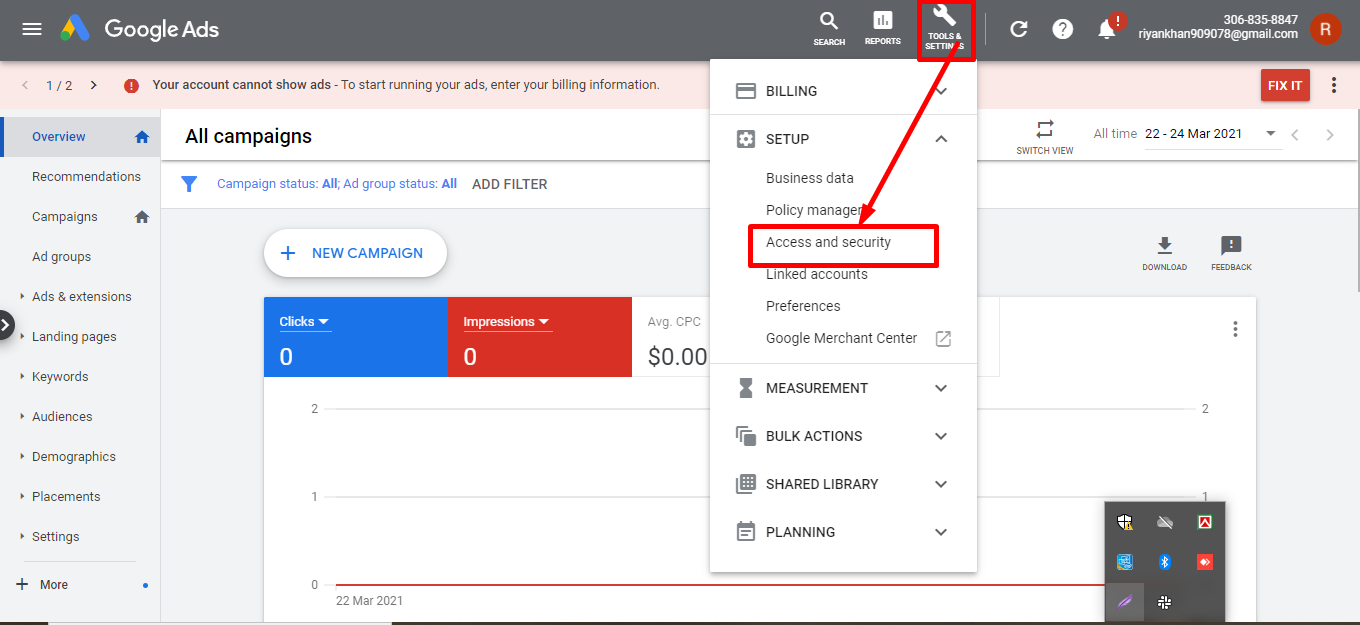 Google Ads
SEARCH
REPORTS
TOOLS &
SETTINGS
!
306-835-8847
riyankhan909078@gmail.com
R
1 / 2
Your account cannot show ads - To start running your ads, enter your billing information.
FIX IT
Overview
Recommendations
Campaigns
Ad groups
Ads & extensions
Landing pages
Keywords
Audiences
Demographics
Placements
Settings
More
All campaigns
SWITCH VIEW
All time 22 - 24 Mar 2021
Campaign status: All; Ad group status: All ADD FILTER
NEW CAMPAIGN
DOWNLOAD
FEEDBACK
Clicks
0
Impressions
0
Avg. CPC
$0.00
2
2
1
1
0
22 Mar 2021
BILLING
SETUP
Business data
Policy manager
Access and security
Linked accounts
Preferences
Google Merchant Center
MEASUREMENT
BULK ACTIONS
SHARED LIBRARY
PLANNING